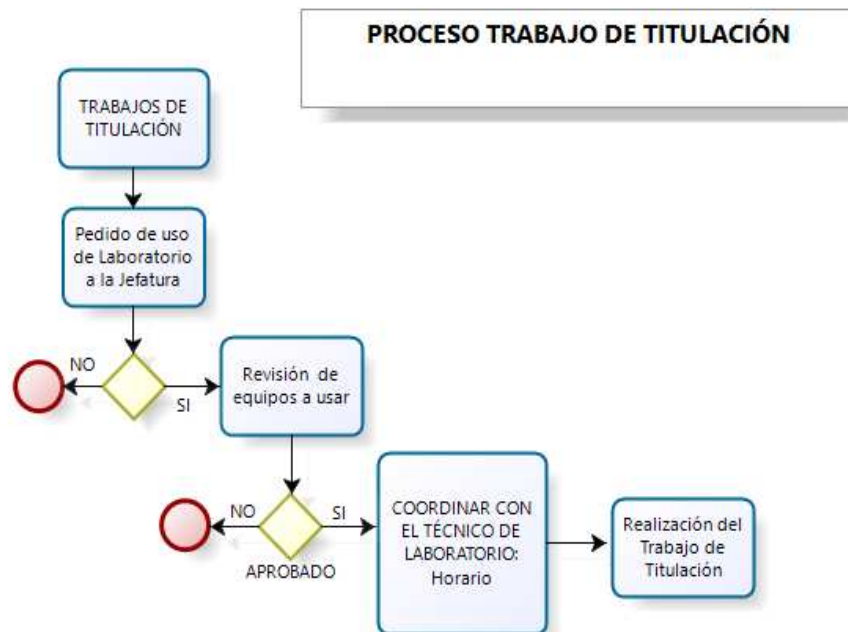 PROCESO TRABAJO DE TITULACIÓN
TRABAJOS DE
TITULACIÓN
Pedido de uso
de Laboratorio
a la Jefatura
NO
SI
Revisión de
equipos a usar
NO
SI
APROBADO
COORDINAR CON
EL TÉCNICO DE
LABORATORIO:
Horario
Realización del
Trabajo de
Titulación